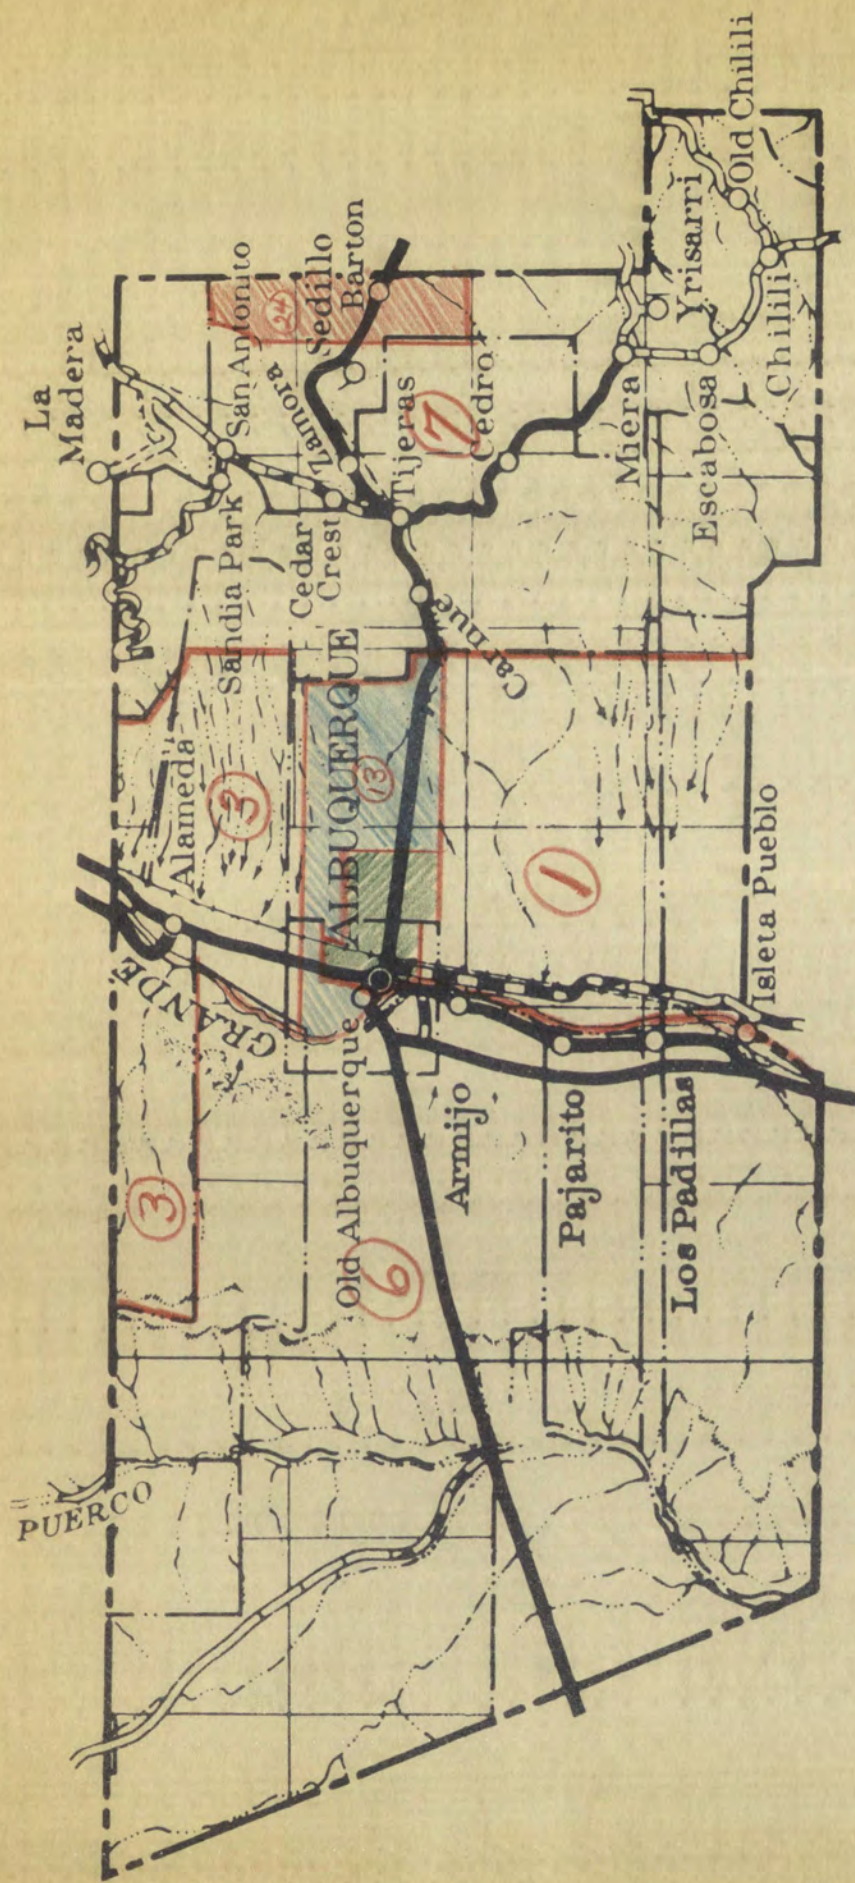 La
Madera
San Antonito
24
Sedillo
Barton
Zamora
Sandia Park
Cedar
Crest
Tijeras
7
Cedro
Carnue
Miera
Yrisarri
Old Chilili
Escabosa
Chilili
Alameda
3
ALBUQUERQUE
13
1
Isleta Pueblo
GRANDE
3
Old Albuquerque
6
Armijo
Pajarito
Los Padillas
PUERCO